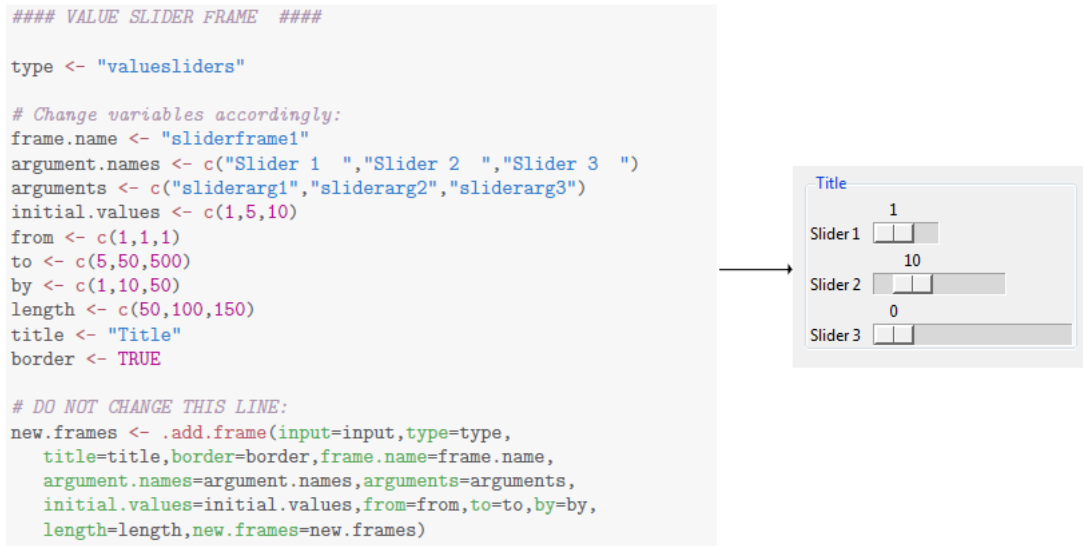 #### VALUE SLIDER FRAME  ####
type <- "valuesliders"
# Change variables accordingly:
frame.name <- "sliderframe1"
argument.names <- c("Slider 1  ","Slider 2  ","Slider 3  ")
arguments <- c("sliderarg1","sliderarg2","sliderarg3")
initial.values <- c(1,5,10)
from <- c(1,1,1)
to <- c(5,50,500)
by <- c(1,10,50)
length <- c(50,100,150)
title <- "Title"
border <- TRUE
# DO NOT CHANGE THIS LINE:
new.frames <- .add.frame(input=input,type=type,
   title=title,border=border,frame.name=frame.name,
   argument.names=argument.names,arguments=arguments,
   initial.values=initial.values,from=from,to=to,by=by,
   length=length,new.frames=new.frames)
Title
1
Slider 1
10
Slider 2
0
Slider 3